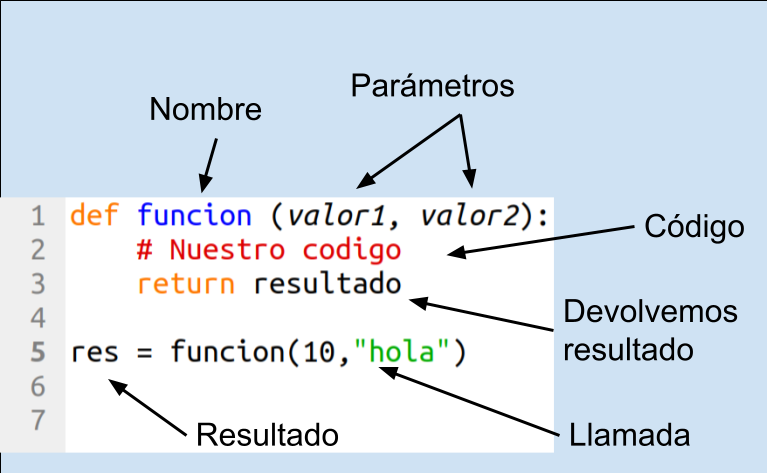 Parámetros
Nombre
1 def funcion (valor1, valor2):
2 # Nuestro codigo
Código
3 return resultado
4
Devolvemos
resultado
5 res = funcion(10,"hola")
6
7
Resultado
Llamada